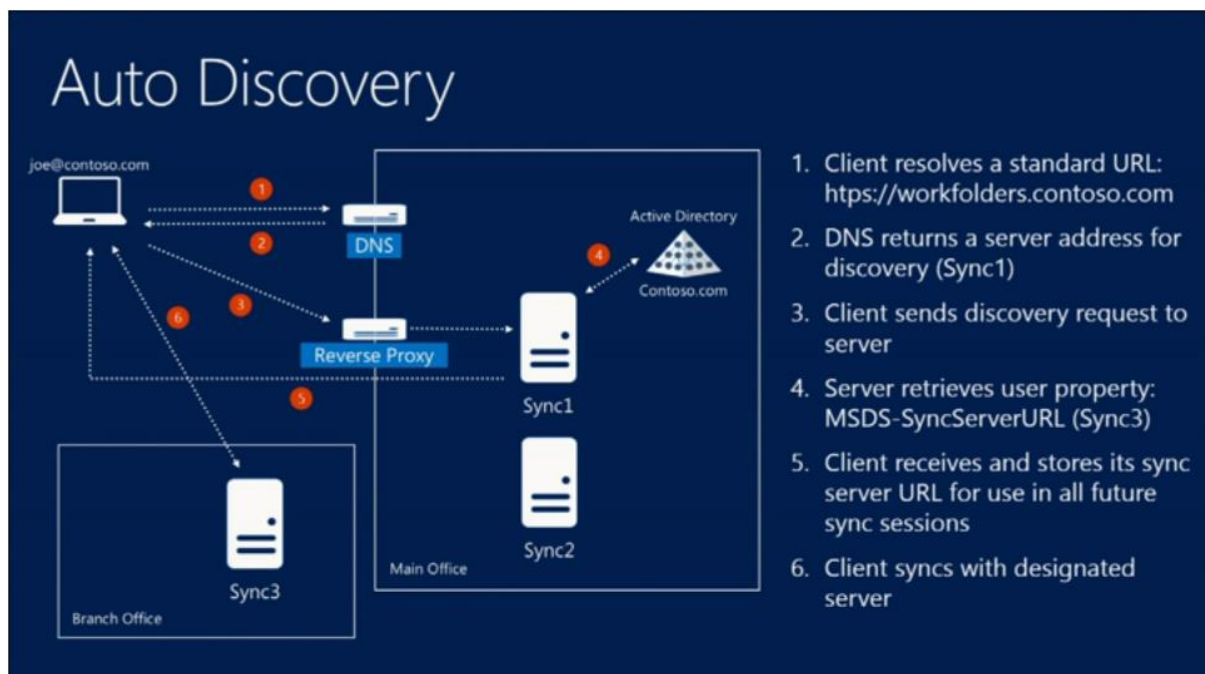 Auto Discovery
joe@contoso.com
1
2
DNS
3
Reverse Proxy
4
Active Directory
Contoso.com
Sync1
5
6
Sync2
Main Office
Sync3
Branch Office
1. Client resolves a standard URL:
htps://workfolders.contoso.com
2. DNS returns a server address for
discovery (Sync1)
3. Client sends discovery request to
server
4. Server retrieves user property:
MSDS-SyncServerURL (Sync3)
5. Client receives and stores its sync
server URL for use in all future
sync sessions
6. Client syncs with designated
server